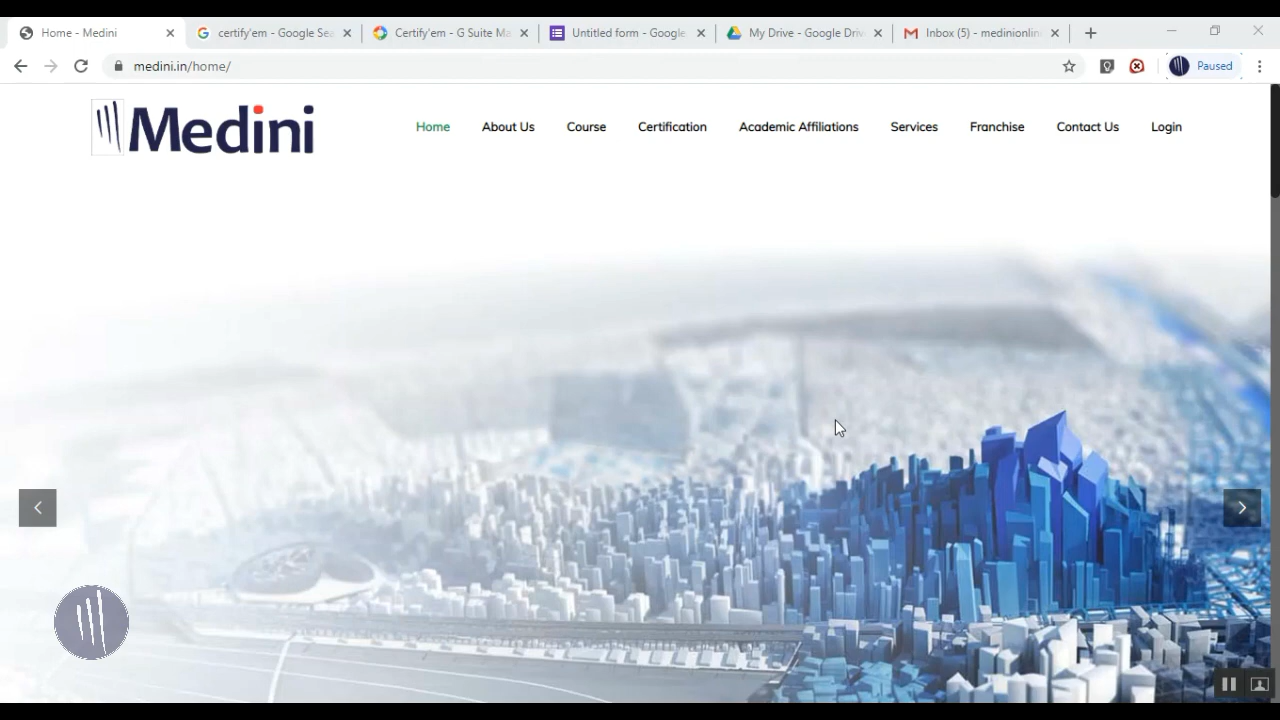 Home - Medini
certify'em - Google Sea
Certify'em - G Suite Ma
Untitled form - Google
My Drive - Google Driv
Inbox (5) - medinionlin
medini.in/home/
Paused
Medini
Home
About Us
Course
Certification
Academic Affiliations
Services
Franchise
Contact Us
Login